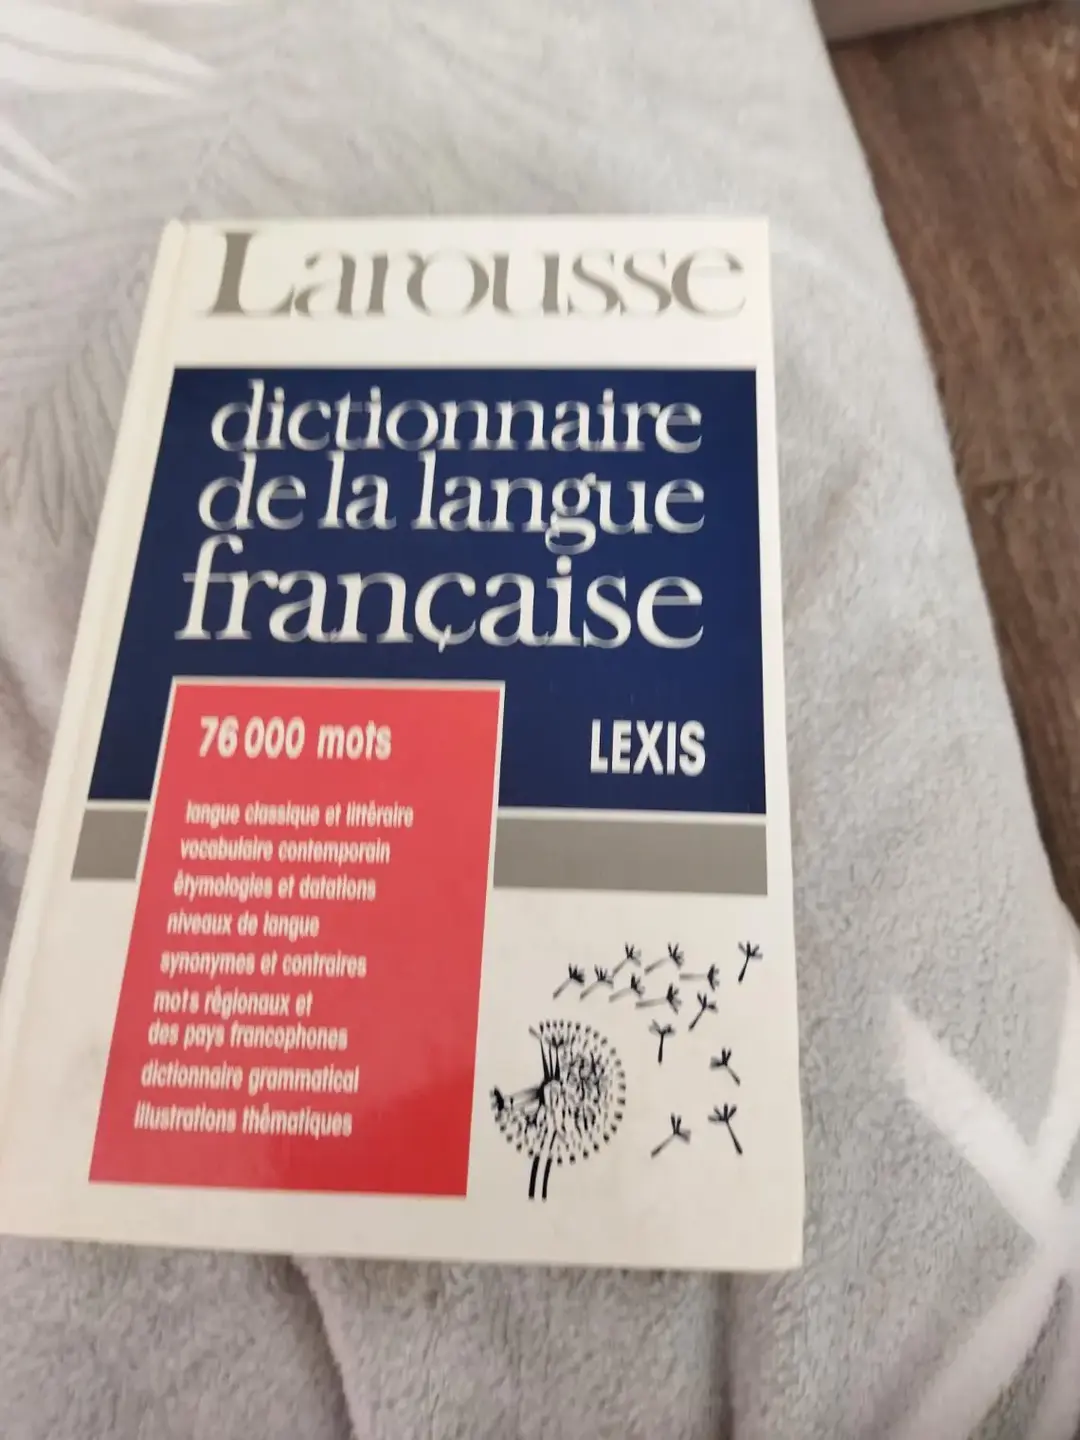 Larousse
dictionnaire
de la langue
française
76 000 mots
LEXIS
langue classique et littéraire
vocabulaire contemporain
étymologies et datations
niveaux de langue
synonymes et contraires
mots régionaux et
des pays francophones
dictionnaire grammatical
illustrations thématiques